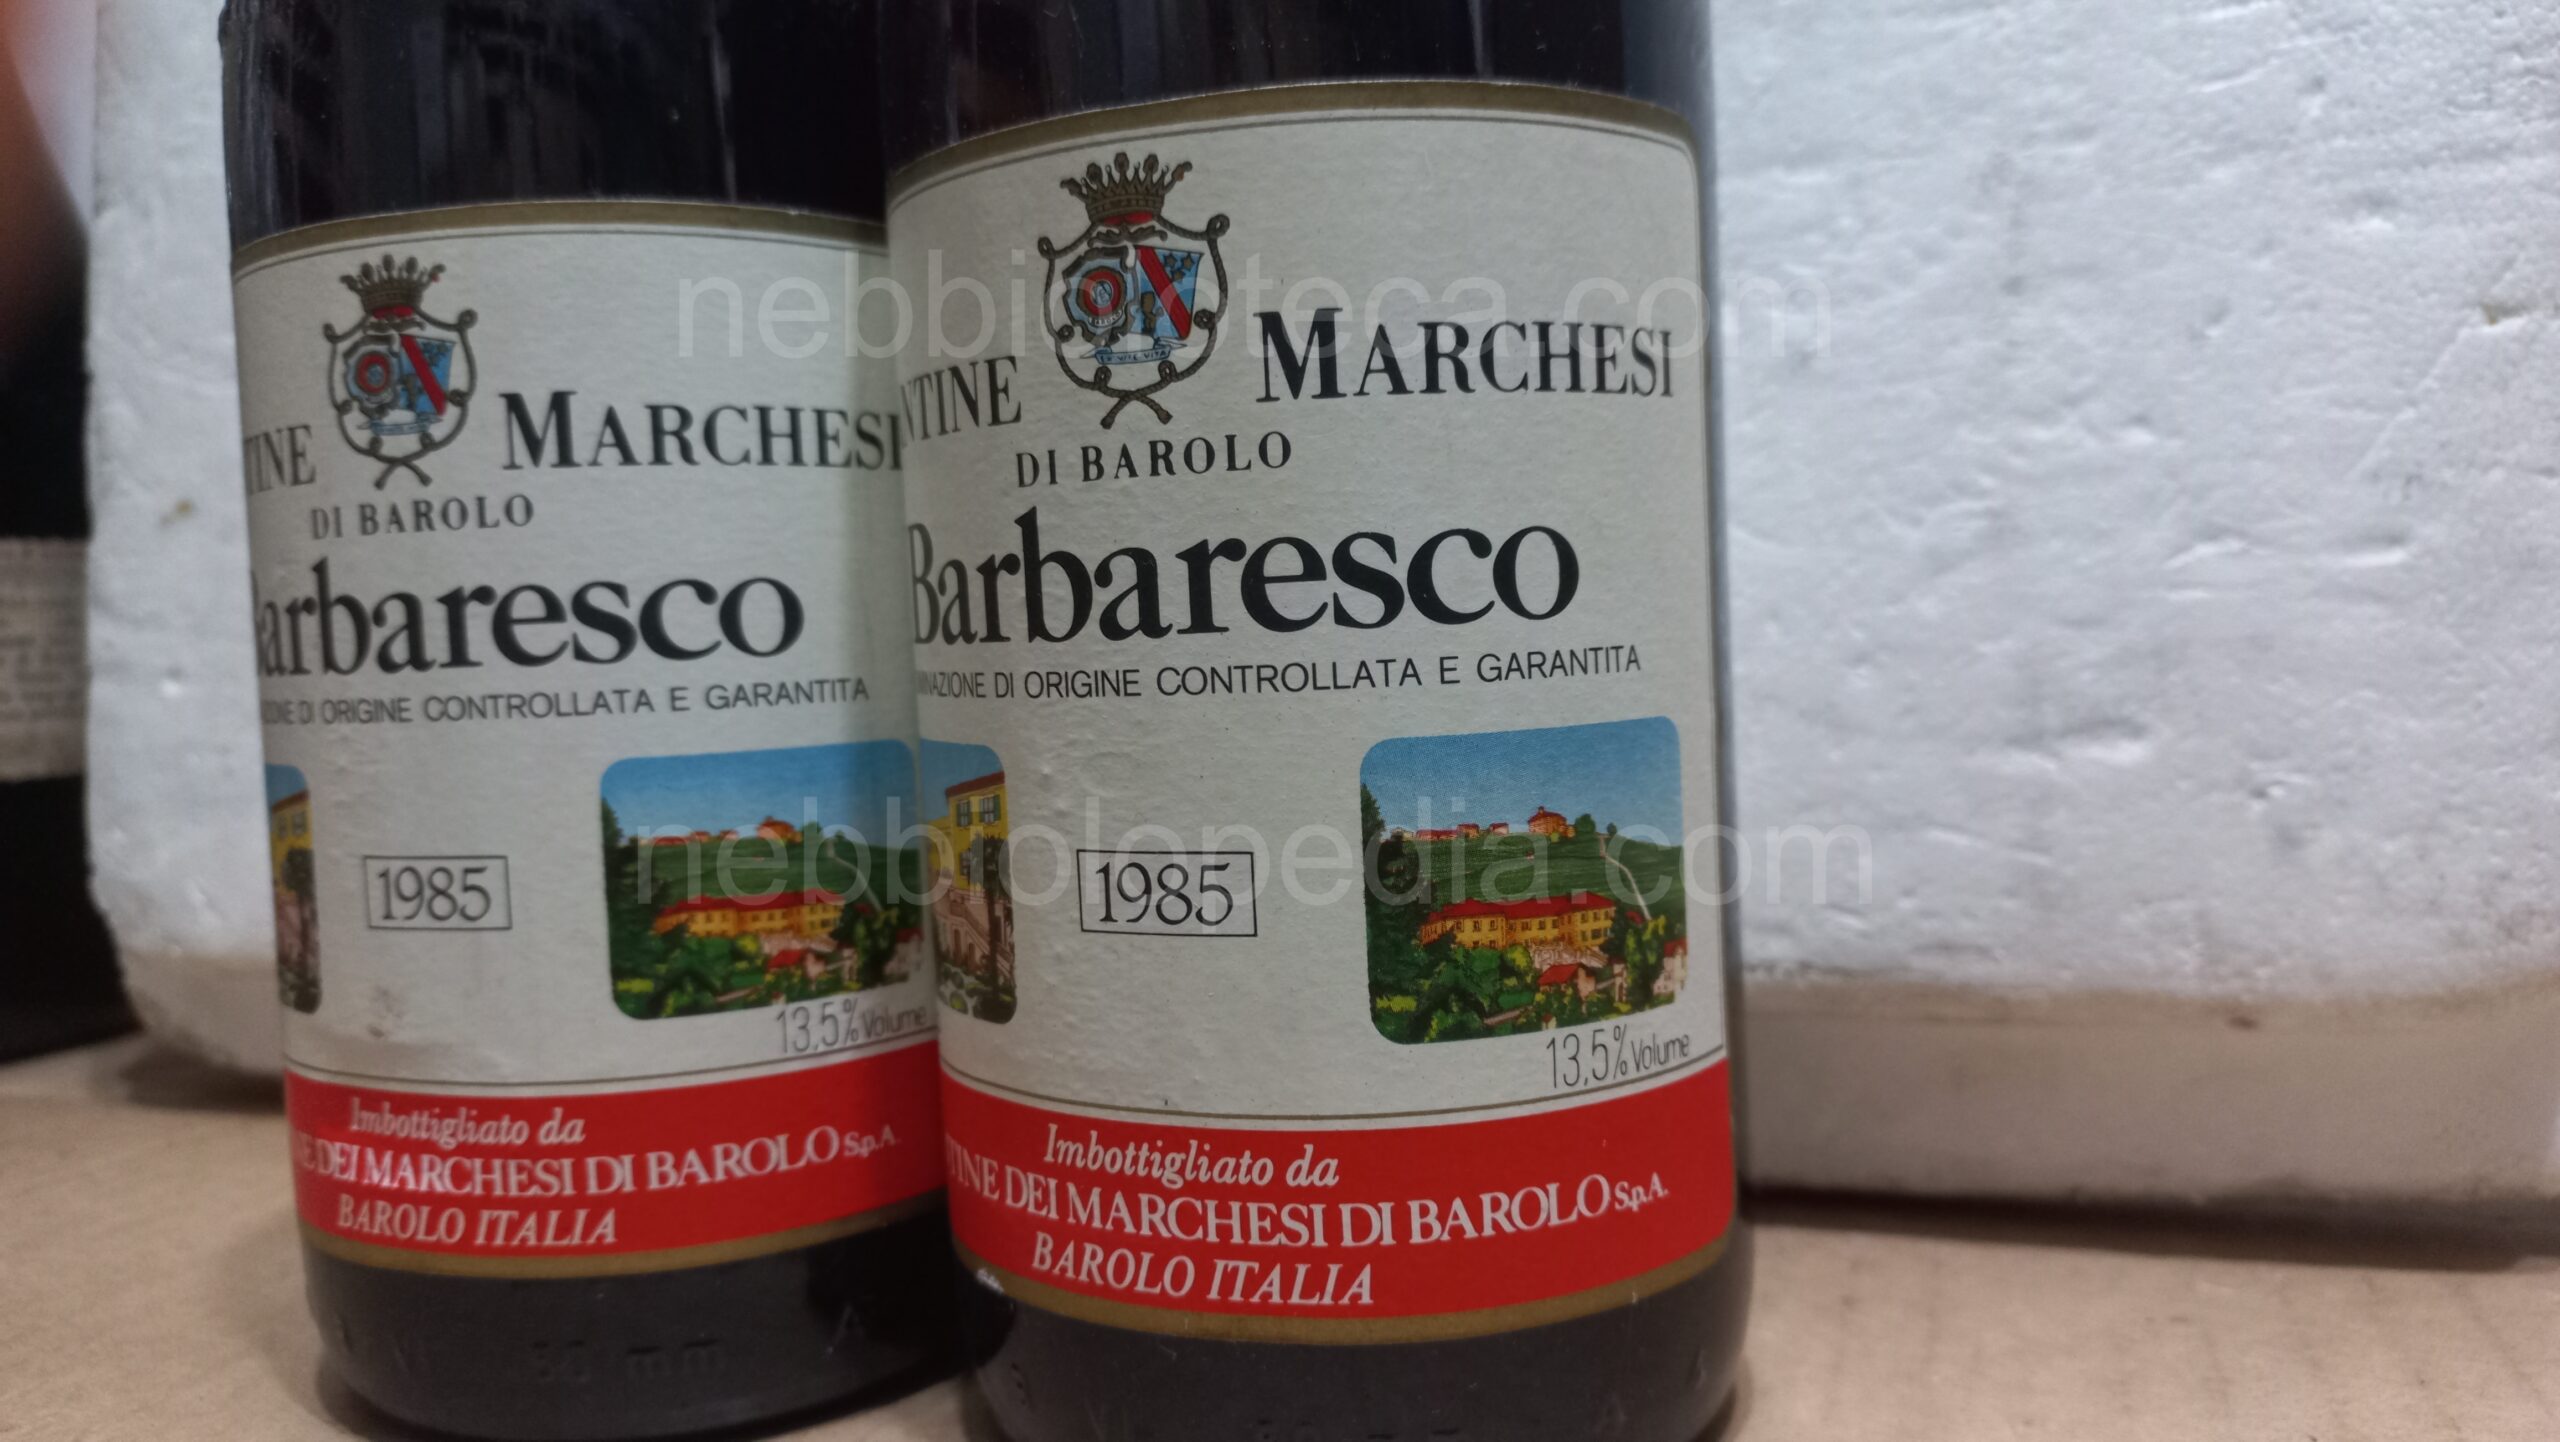 MARCHESI
DI BAROLO
Barbaresco
DI ORIGINE CONTROLLATA E GARANTITA
1985
13,5% Volume
Imbottigliato da
DEI MARCHESI DI BAROLO S.p.A.
BAROLO ITALIA
MARCHESI
DI BAROLO
Barbaresco
DI ORIGINE CONTROLLATA E GARANTITA
1985
13,5% Volume
Imbottigliato da
DEI MARCHESI DI BAROLO S.p.A.
BAROLO ITALIA
nebbioloteca.com
nebbiolopedia.com